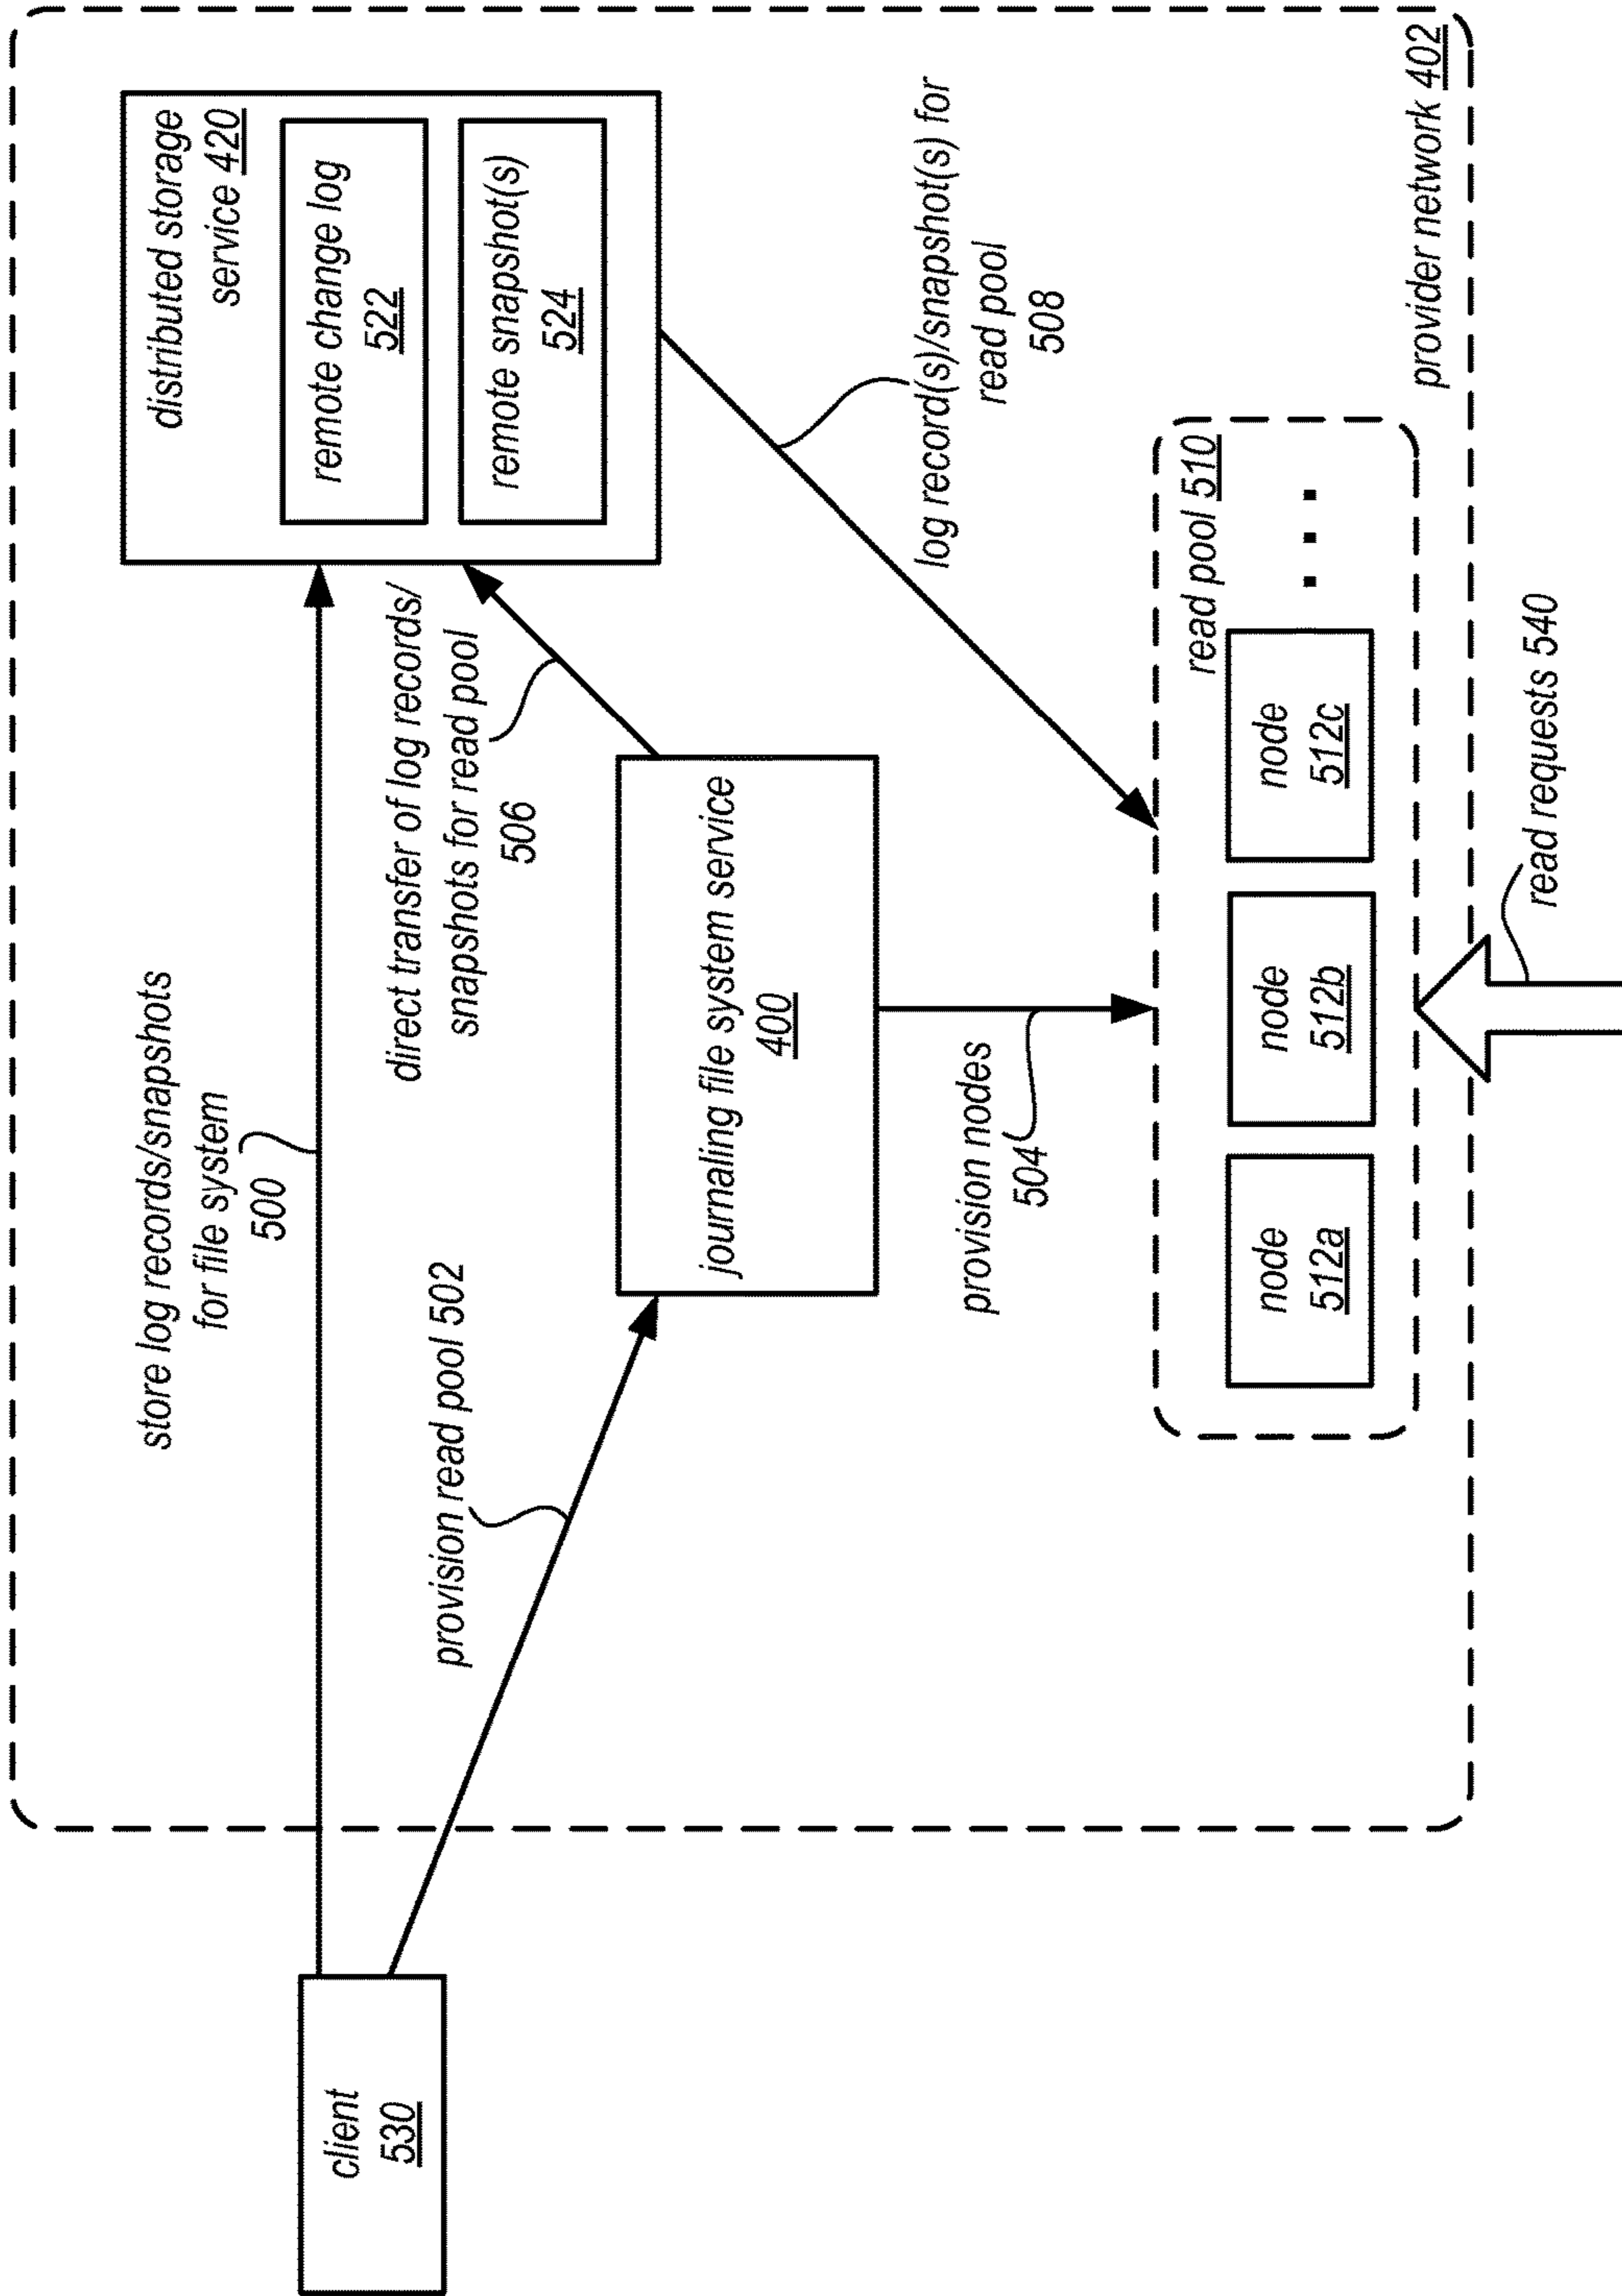 distributed storage
service 420
remote change log
522
remote snapshot(s)
524
store log records/snapshots
for file system
500
client
530
provision read pool 502
direct transfer of log records/
snapshots for read pool
506
journaling file system service
400
log record(s)/snapshot(s) for
read pool
508
provision nodes
504
read pool 510
node
512a
node
512b
node
512c
. . .
provider network 402
read requests 540